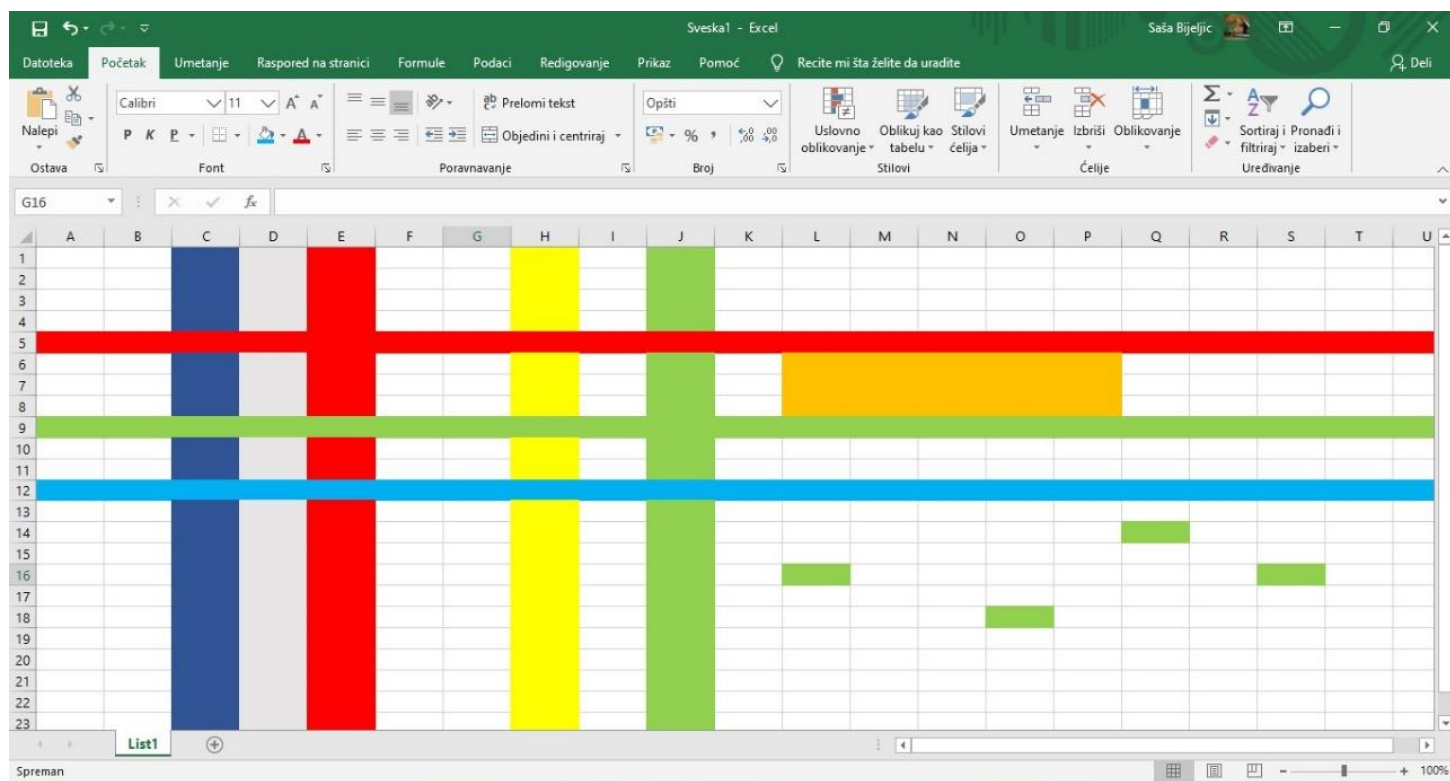 Sveska1 - Excel
Saša Bijeljic
Datoteka Početak Umetanje Raspored na stranici Formule Podaci Redigovanje Prikaz Pomoć Recite mi šta želite da uradite Deli
Nalepi
Calibri 11 A A
P K P A
Prelomi tekst
Objedini i centriraj
Opšti
% ,
Uslovno oblikovanje
Oblikuj kao tabelu
Stilovi ćelija
Umetanje Izbriši Oblikovanje
Sortiraj i filtriraj
Pronađi i izaberi
Ostava Font Poravnavanje Broj Stilovi Ćelije Uređivanje
G16 fx
A B C D E F G H I J K L M N O P Q R S T U
1
2
3
4
5
6
7
8
9
10
11
12
13
14
15
16
17
18
19
20
21
22
23
List1
Spreman 100%